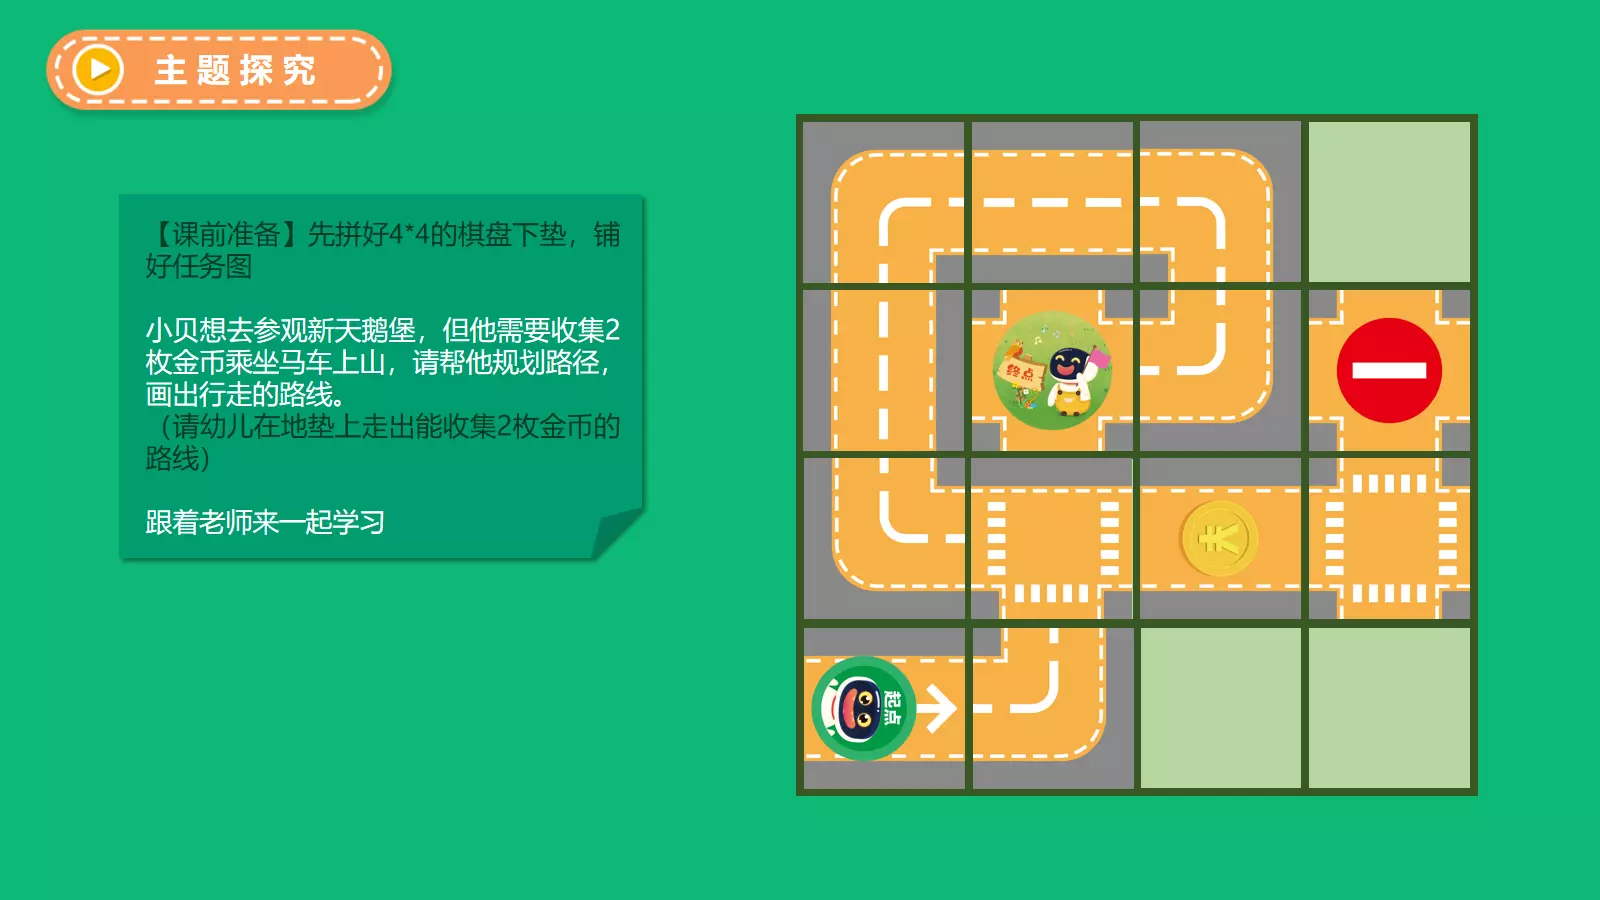 主题探究
【课前准备】先拼好4*4的棋盘下垫，铺
好任务图
小贝想去参观新天鹅堡，但他需要收集2
枚金币乘坐马车上山，请帮他规划路径，
画出行走的路线。
（请幼儿在地垫上走出能收集2枚金币的
路线）
跟着老师来一起学习
终点
¥
起点